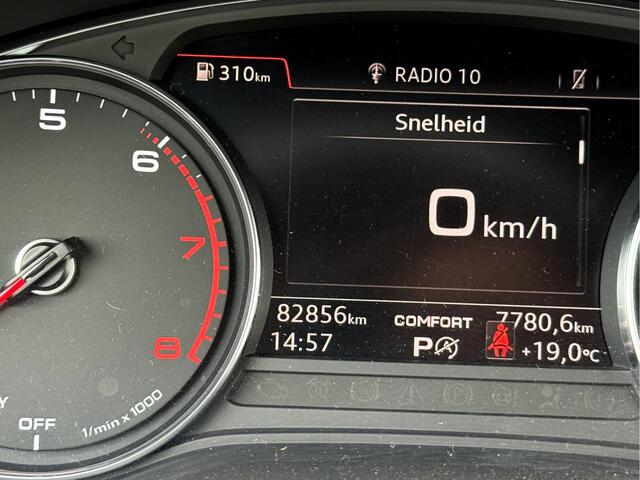 310km
RADIO 10
Snelheid
0 km/h
82856km
COMFORT
7780,6km
14:57
P
+19,0°C
5
6
7
8
1/min x 1000
OFF